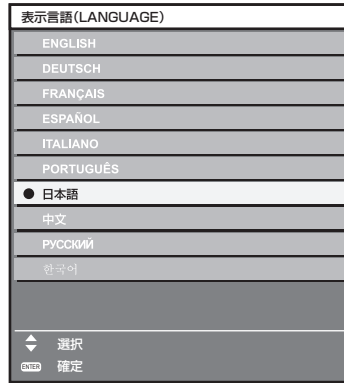 表示言語(LANGUAGE)
ENGLISH
DEUTSCH
FRANÇAIS
ESPAÑOL
ITALIANO
PORTUGUÊS
日本語
中文
РУССКИЙ
한국어
選択
ENTER 確定